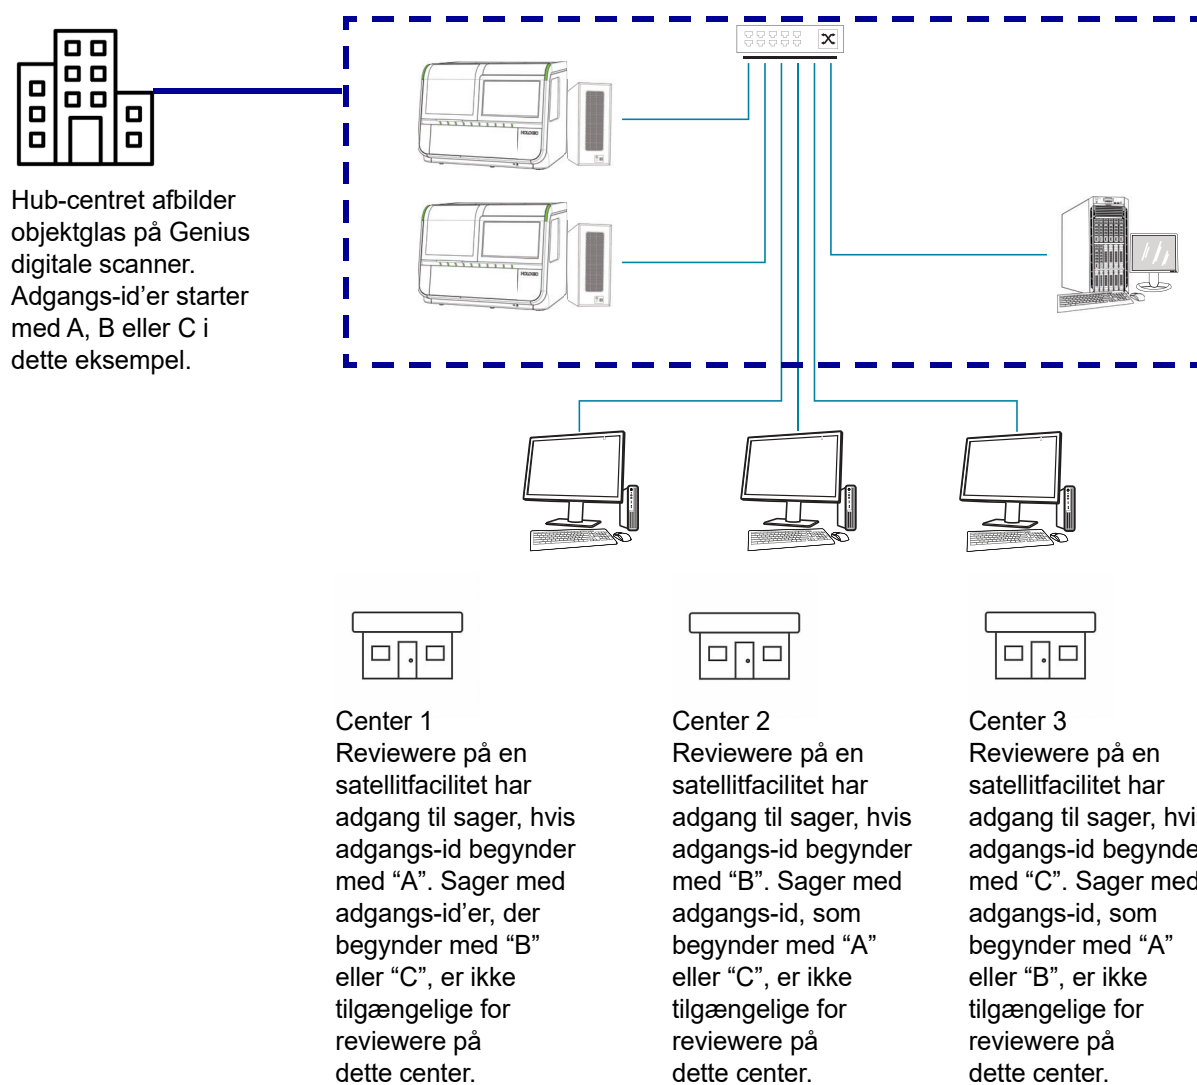 HOLOGIC
HOLOGIC
Hub-centret afbilder
objektglas på Genius
digitale scanner.
Adgangs-id’er starter
med A, B eller C i
dette eksempel.
Center 1
Reviewere på en
satellitfacilitet har
adgang til sager, hvis
adgangs-id begynder
med “A”. Sager med
adgangs-id’er, der
begynder med “B”
eller “C”, er ikke
tilgængelige for
reviewere på
dette center.
Center 2
Reviewere på en
satellitfacilitet har
adgang til sager, hvis
adgangs-id begynder
med “B”. Sager med
adgangs-id, som
begynder med “A”
eller “C”, er ikke
tilgængelige for
reviewere på
dette center.
Center 3
Reviewere på en
satellitfacilitet har
adgang til sager, hvi
adgangs-id begynde
med “C”. Sager med
adgangs-id, som
begynder med “A”
eller “B”, er ikke
tilgængelige for
reviewere på
dette center.